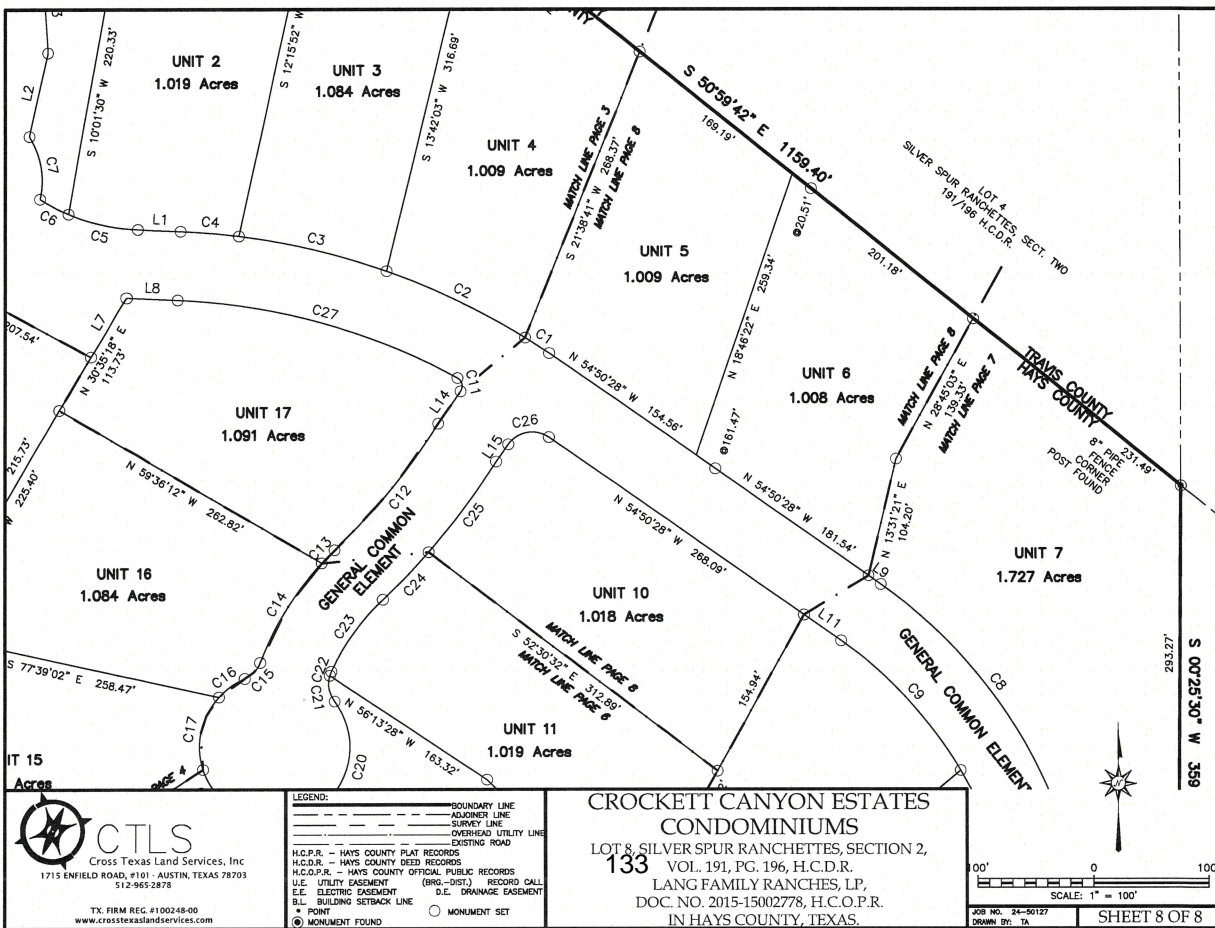 UNIT 2
1.019 Acres
UNIT 3
1.084 Acres
UNIT 4
1.009 Acres
S 10°01'30" W 220.33'
S 12°15'52" W
S 13°42'03" W 316.69'
L2
C7
C6
C5
L1
C4
C3
C2
C1
MATCH LINE PAGE 3
S 21°38'41" W 268.37'
MATCH LINE PAGE 8
S 50°59'42" E 1159.40'
169.19'
LOT 4
SILVER SPUR RANCHETTES, SECT. TWO
191/196 H.C.D.R.
UNIT 5
1.009 Acres
@20.51'
N 18°46'22" E 259.34'
@161.47'
201.18'
UNIT 6
1.008 Acres
MATCH LINE PAGE 8
N 28°45'03" E
139.33'
MATCH LINE PAGE 7
TRAVIS COUNTY
HAYS COUNTY
231.49'
8" PIPE
FENCE
CORNER
POST FOUND
L8
C27
L7
207.54'
N 30°35'18" E
113.73'
UNIT 17
1.091 Acres
C11
L14
N 54°50'28" W 154.56'
C26
L15
N 54°50'28" W 181.54'
N 13°31'21" E
104.20'
L9
UNIT 7
1.727 Acres
215.73'
W 225.40'
N 59°36'12" W 262.82'
C12
C25
GENERAL COMMON
ELEMENT
C13
C24
N 54°50'28" W 268.09'
UNIT 16
1.084 Acres
C14
C23
UNIT 10
1.018 Acres
L11
GENERAL COMMON ELEMENT
C8
C9
293.27'
S 00°25'30" W 359
MATCH LINE PAGE 8
S 52°30'32" E 312.89'
MATCH LINE PAGE 6
154.94'
S 77°39'02" E 258.47'
C16
C15
C22
C21
N 56°13'28" W 163.32'
UNIT 11
1.019 Acres
C17
C20
IT 15
Acres
PAGE 4
CTLS
Cross Texas Land Services, Inc
1715 ENFIELD ROAD, #101 - AUSTIN, TEXAS 78703
512-965-2878
TX. FIRM REG. #100248-00
www.crosstexaslandservices.com
LEGEND:
BOUNDARY LINE
ADJOINER LINE
SURVEY LINE
OVERHEAD UTILITY LINE
EXISTING ROAD
H.C.P.R. - HAYS COUNTY PLAT RECORDS
H.C.D.R. - HAYS COUNTY DEED RECORDS
H.C.O.P.R. - HAYS COUNTY OFFICIAL PUBLIC RECORDS
U.E. UTILITY EASEMENT (BRG.-DIST.) RECORD CALL
E.E. ELECTRIC EASEMENT D.E. DRAINAGE EASEMENT
B.L. BUILDING SETBACK LINE
POINT MONUMENT SET
MONUMENT FOUND
CROCKETT CANYON ESTATES
CONDOMINIUMS
LOT 8, SILVER SPUR RANCHETTES, SECTION 2,
133 VOL. 191, PG. 196, H.C.D.R.
LANG FAMILY RANCHES, LP,
DOC. NO. 2015-15002778, H.C.O.P.R.
IN HAYS COUNTY, TEXAS.
N
00' 0 100'
SCALE: 1" = 100'
JOB NO. 24-50127
DRAWN BY: TA
SHEET 8 OF 8